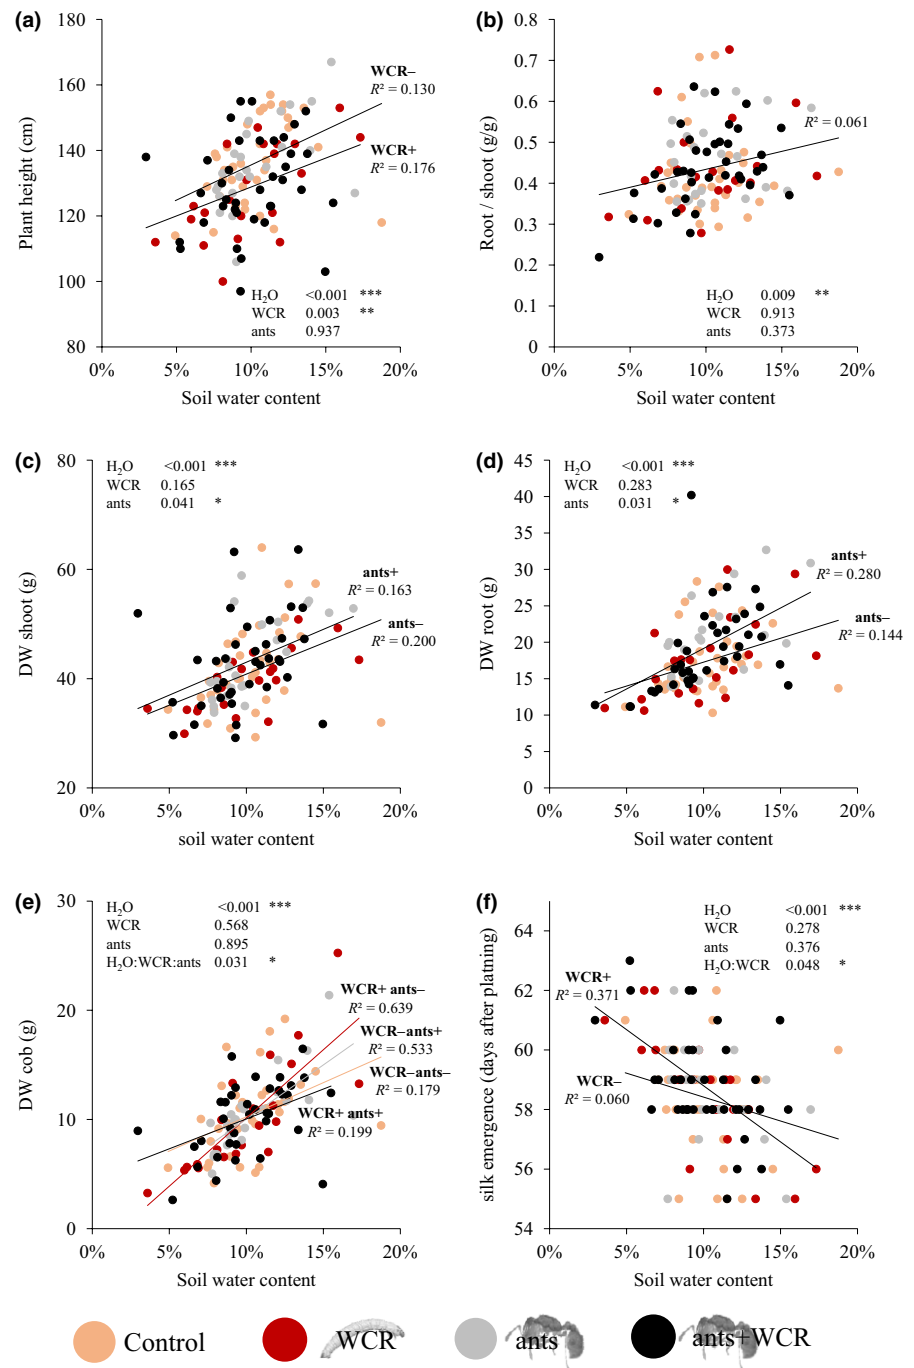 (a)
180
160
140
120
100
80
Plant height (cm)
WCR–
R² = 0.130
WCR+
R² = 0.176
H₂O <0.001 ***
WCR 0.003 **
ants 0.937
0% 5% 10% 15% 20%
Soil water content
(b)
0.8
0.7
0.6
0.5
0.4
0.3
0.2
0.1
0
Root / shoot (g/g)
R² = 0.061
H₂O 0.009 **
WCR 0.913
ants 0.373
0% 5% 10% 15% 20%
Soil water content
(c)
80
60
40
20
DW shoot (g)
H₂O <0.001 ***
WCR 0.165
ants 0.041 *
ants+
R² = 0.163
ants–
R² = 0.200
0% 5% 10% 15% 20%
soil water content
(d)
45
40
35
30
25
20
15
10
5
0
DW root (g)
H₂O <0.001 ***
WCR 0.283
ants 0.031 *
ants+
R² = 0.280
ants–
R² = 0.144
0% 5% 10% 15% 20%
Soil water content
(e)
30
20
10
0
DW cob (g)
H₂O <0.001 ***
WCR 0.568
ants 0.895
H₂O:WCR:ants 0.031 *
WCR+ ants–
R² = 0.639
WCR–ants+
R² = 0.533
WCR–ants–
R² = 0.179
WCR+ ants+
R² = 0.199
0% 5% 10% 15% 20%
Soil water content
(f)
64
62
60
58
56
54
silk emergence (days after platning)
H₂O <0.001 ***
WCR 0.278
ants 0.376
H₂O:WCR 0.048 *
WCR+
R² = 0.371
WCR–
R² = 0.060
0% 5% 10% 15% 20%
Soil water content
Control WCR ants ants+WCR